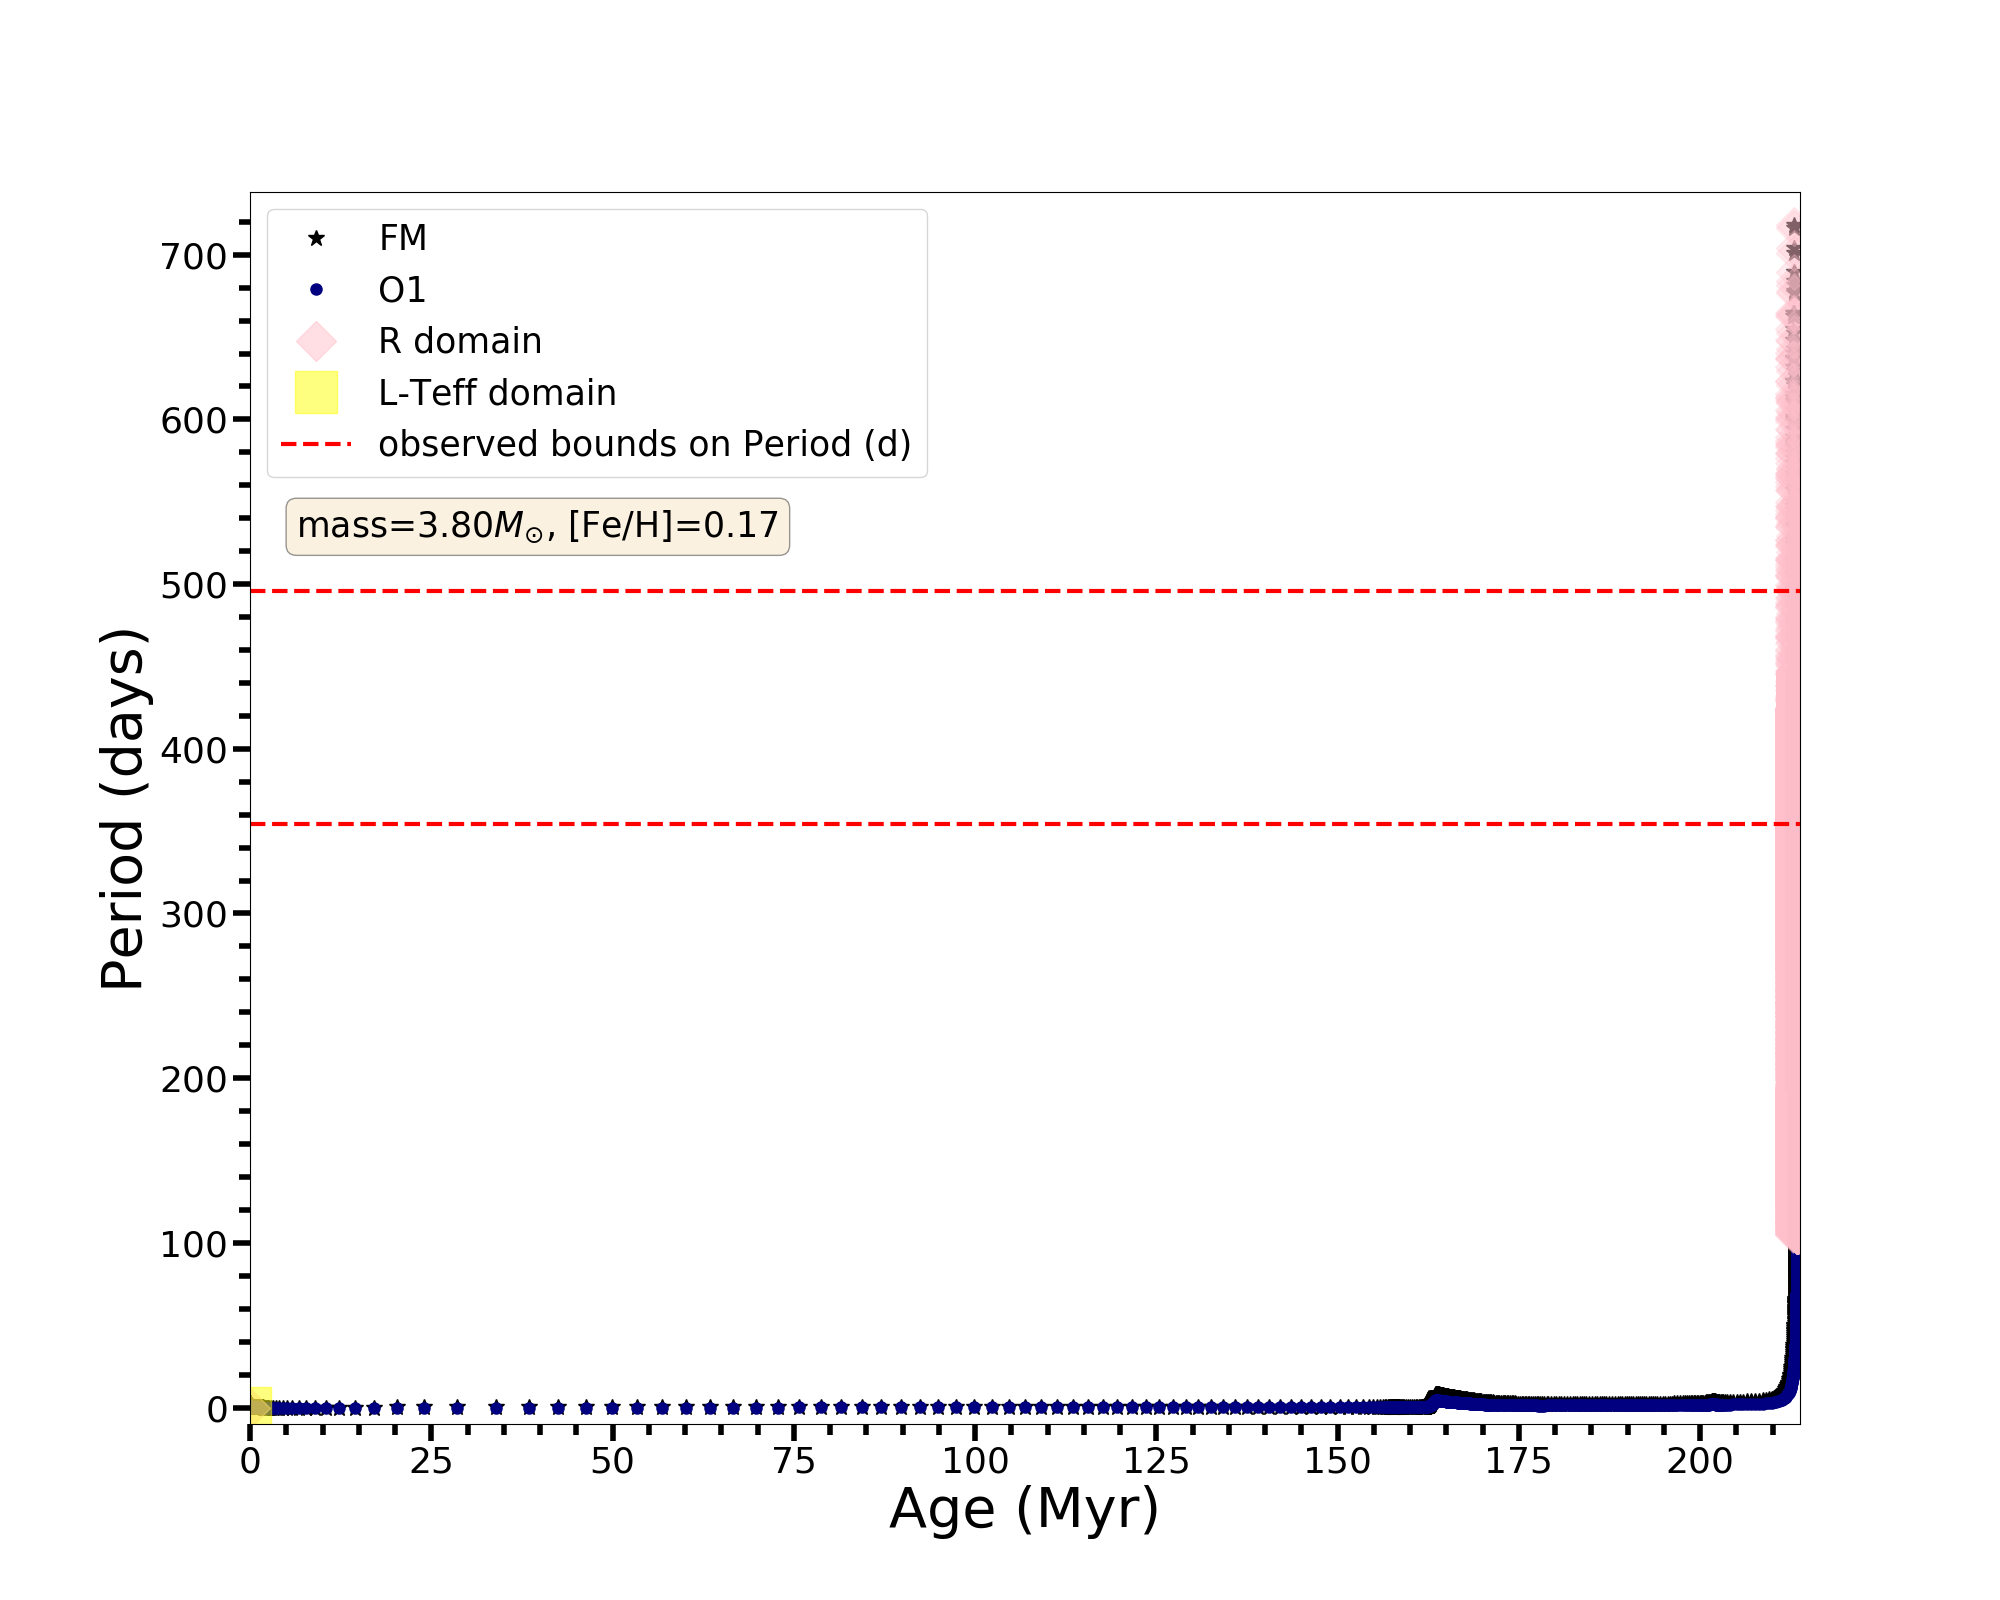 FM
O1
R domain
L-Teff domain
observed bounds on Period (d)
mass=3.80M☉, [Fe/H]=0.17
700
600
500
400
300
200
100
0
Period (days)
0 25 50 75 100 125 150 175 200
Age (Myr)